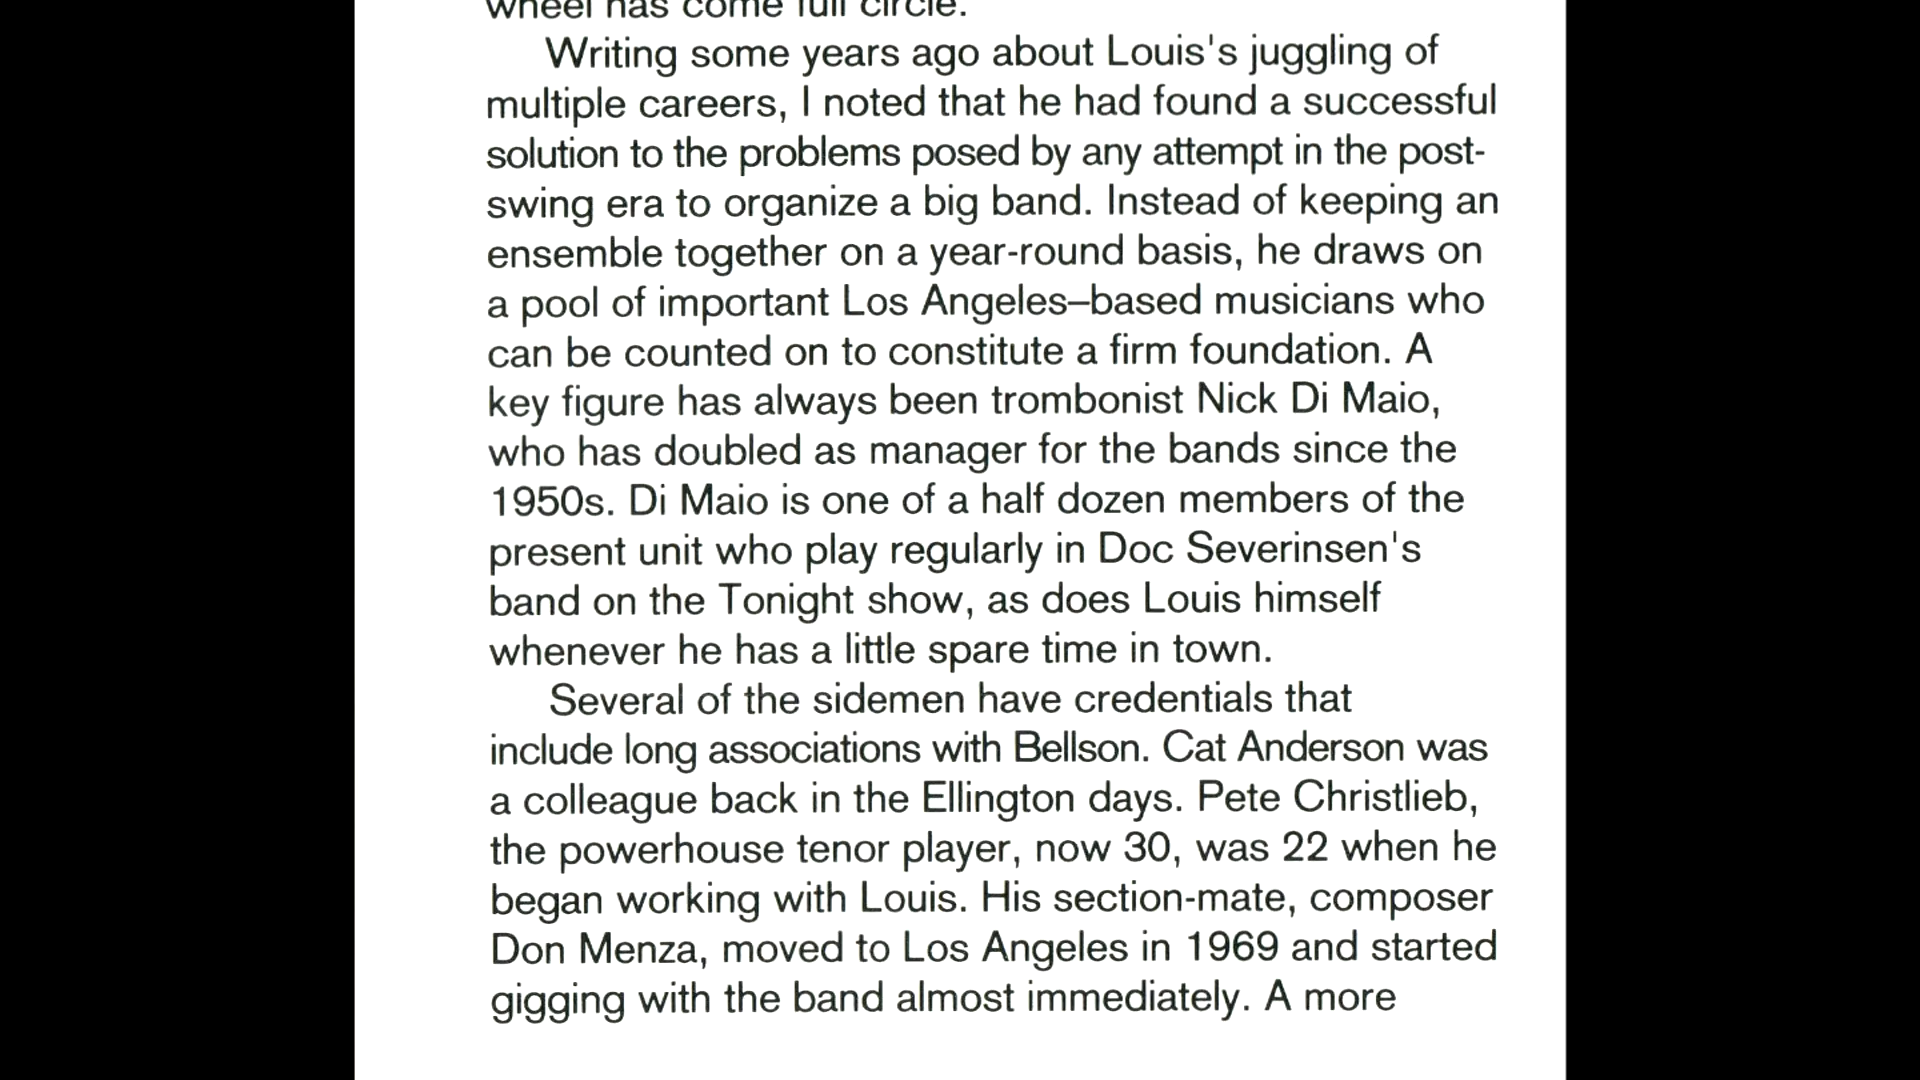 wheel has come full circle.
Writing some years ago about Louis's juggling of
multiple careers, I noted that he had found a successful
solution to the problems posed by any attempt in the post-
swing era to organize a big band. Instead of keeping an
ensemble together on a year-round basis, he draws on
a pool of important Los Angeles–based musicians who
can be counted on to constitute a firm foundation. A
key figure has always been trombonist Nick Di Maio,
who has doubled as manager for the bands since the
1950s. Di Maio is one of a half dozen members of the
present unit who play regularly in Doc Severinsen's
band on the Tonight show, as does Louis himself
whenever he has a little spare time in town.
Several of the sidemen have credentials that
include long associations with Bellson. Cat Anderson was
a colleague back in the Ellington days. Pete Christlieb,
the powerhouse tenor player, now 30, was 22 when he
began working with Louis. His section-mate, composer
Don Menza, moved to Los Angeles in 1969 and started
gigging with the band almost immediately. A more